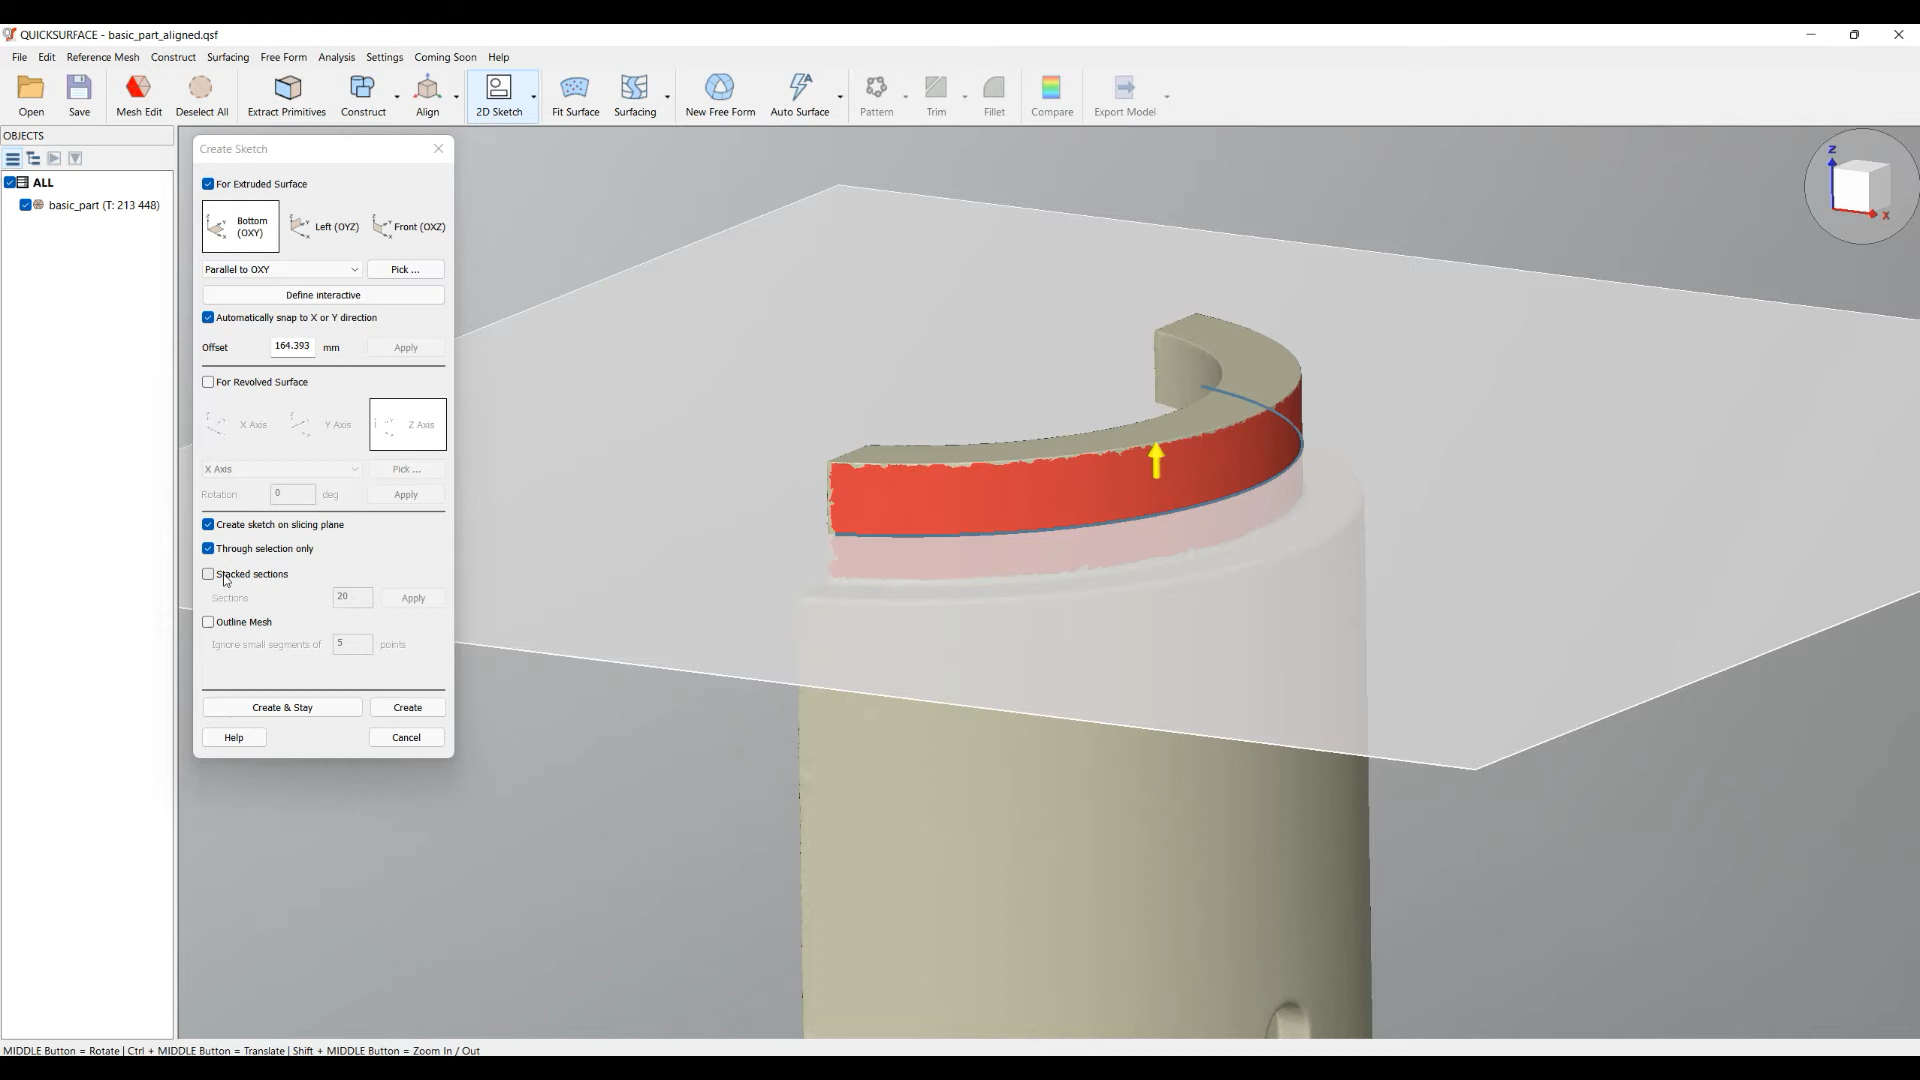 QUICKSURFACE - basic_part_aligned.qsf
File Edit Reference Mesh Construct Surfacing Free Form Analysis Settings Coming Soon Help
Open Save Mesh Edit Deselect All Extract Primitives Construct Align 2D Sketch Fit Surface Surfacing New Free Form Auto Surface Pattern Trim Fillet Compare Export Model
OBJECTS
ALL
basic_part (T: 213 448)
Create Sketch
For Extruded Surface
Bottom (OXY) Left (OYZ) Front (OXZ)
Parallel to OXY Pick ...
Define interactive
Automatically snap to X or Y direction
Offset 164.393 mm Apply
For Revolved Surface
X Axis Y Axis Z Axis
X Axis Pick ...
Rotation 0 deg Apply
Create sketch on slicing plane
Through selection only
Stacked sections
Sections 20 Apply
Outline Mesh
Ignore small segments of 5 points
Create & Stay Create
Help Cancel
Z
X
MIDDLE Button = Rotate | Ctrl + MIDDLE Button = Translate | Shift + MIDDLE Button = Zoom In / Out